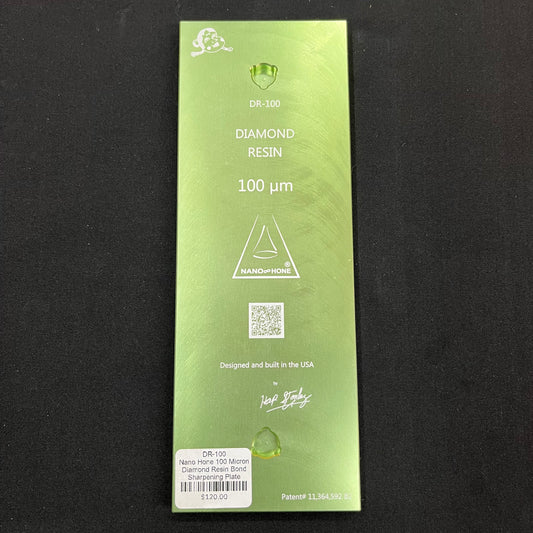 DR-100
DIAMOND
RESIN
100 µm
NANO HONE ®
Designed and built in the USA
by
DR-100
Nano Hone 100 Micron
Diamond Resin Bond
Sharpening Plate
$120.00
Patent# 11,364,592 B